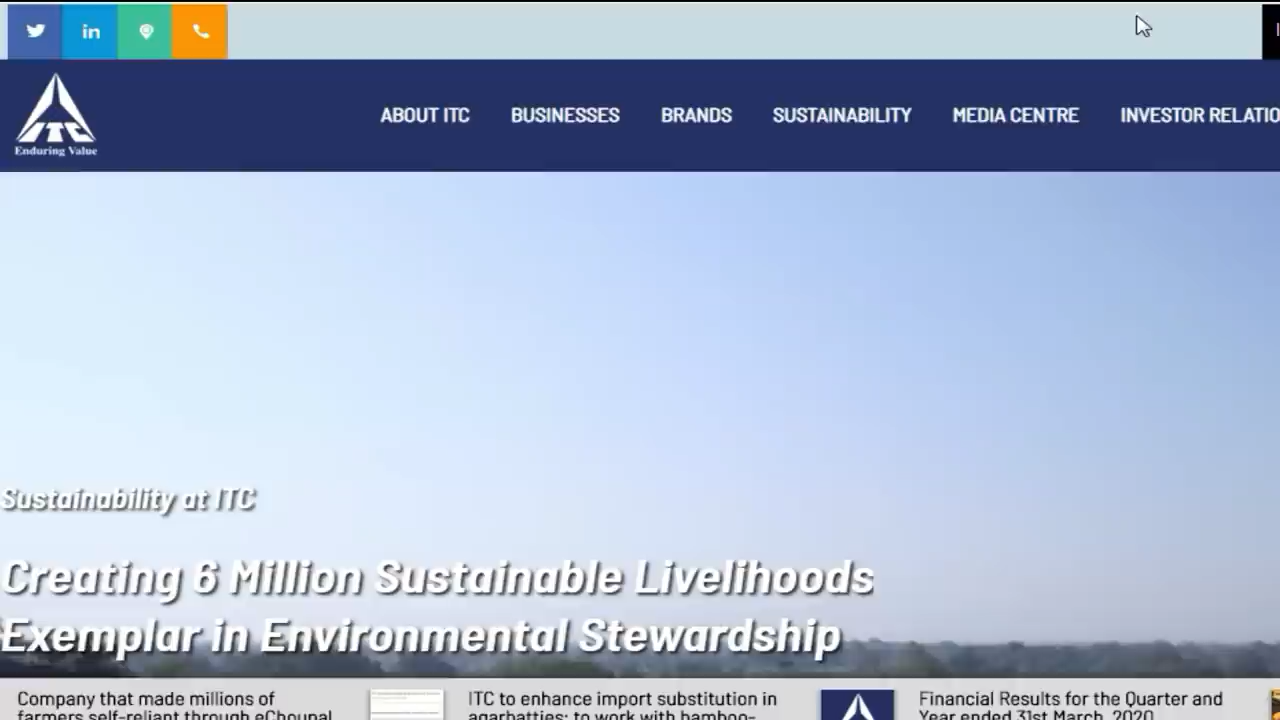 ITC
Enduring Value
ABOUT ITC
BUSINESSES
BRANDS
SUSTAINABILITY
MEDIA CENTRE
INVESTOR RELATIO
Sustainability at ITC
Creating 6 Million Sustainable Livelihoods
Exemplar in Environmental Stewardship
Company that made millions of
farmers self-reliant through eChoupal
ITC to enhance import substitution in
agarbatties; to work with bamboo-
Financial Results for the Quarter and
Year ended 31st March, 2020